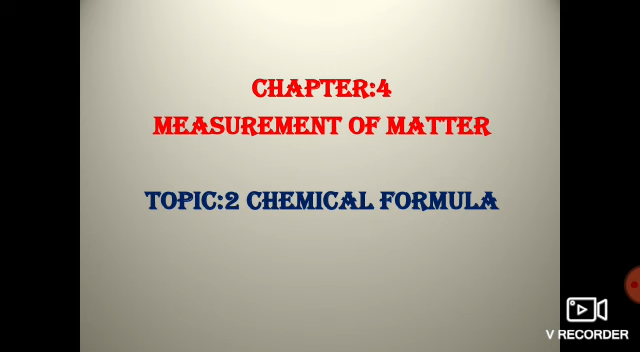 CHAPTER:4
MEASUREMENT OF MATTER
TOPIC:2 CHEMICAL FORMULA
V RECORDER